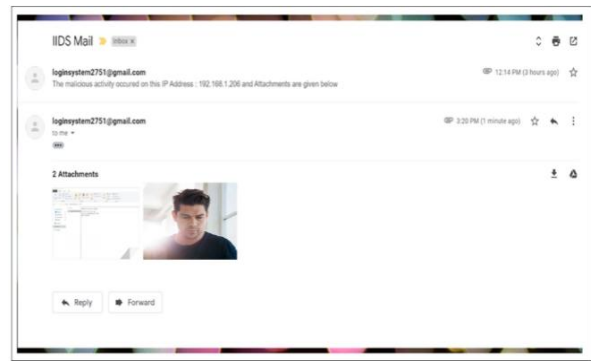 IIDS Mail
Inbox x
loginsystem2751@gmail.com
12:14 PM (3 hours ago)
The malicious activity occured on this IP Address : 192.168.1.206 and Attachments are given below
loginsystem2751@gmail.com
3:20 PM (1 minute ago)
to me
2 Attachments
Reply
Forward